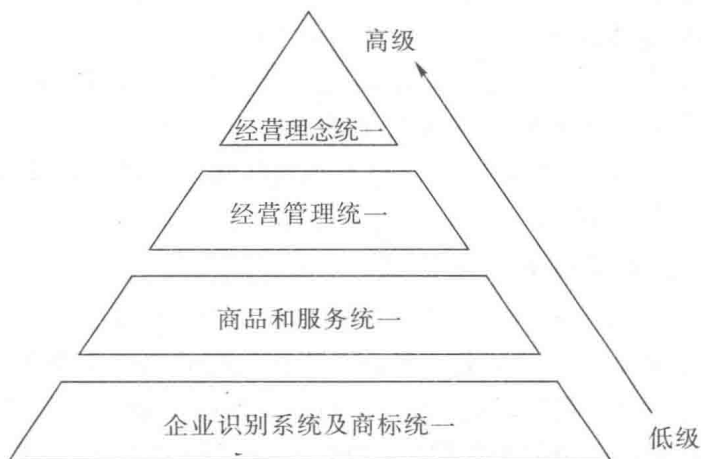 高级
经营理念统一
经营管理统一
商品和服务统一
企业识别系统及商标统一
低级